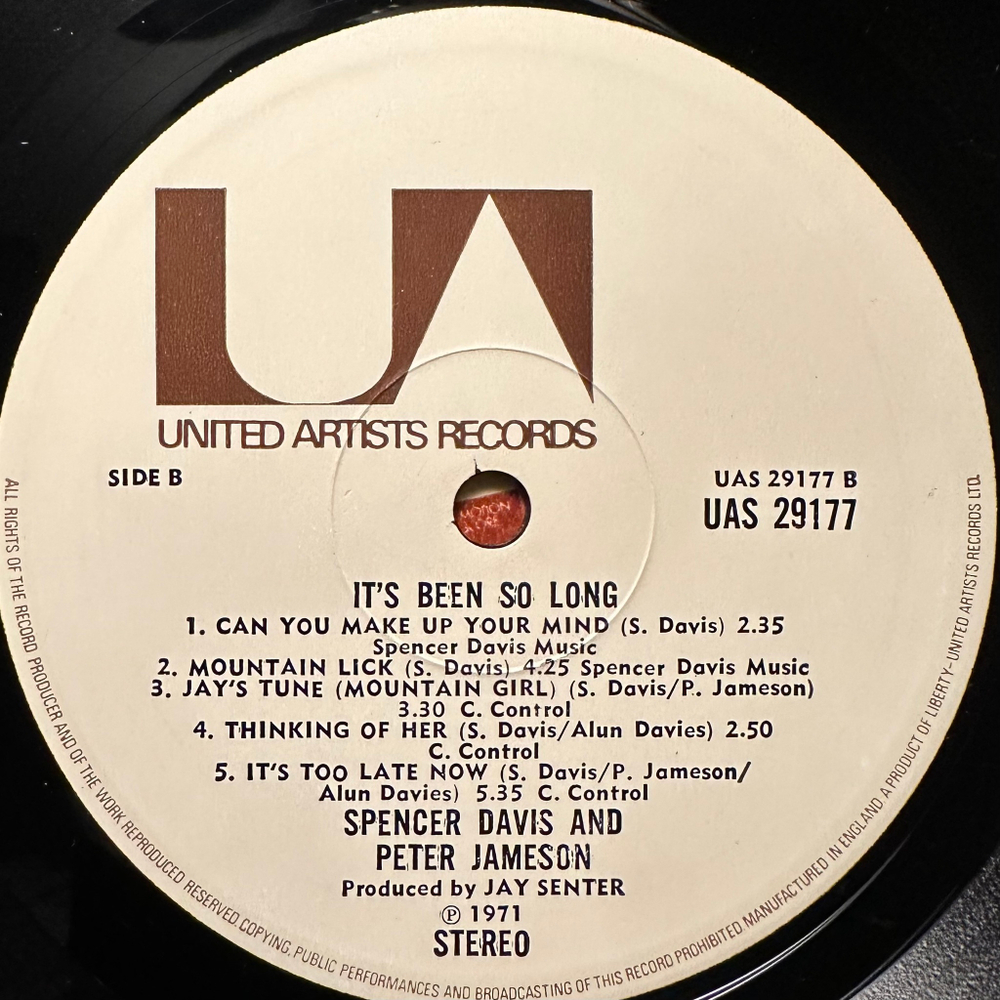 UA
UNITED ARTISTS RECORDS
SIDE B
UAS 29177 B
UAS 29177
IT'S BEEN SO LONG
1. CAN YOU MAKE UP YOUR MIND (S. Davis) 2.35
Spencer Davis Music
2. MOUNTAIN LICK (S. Davis) 4.25 Spencer Davis Music
3. JAY'S TUNE (MOUNTAIN GIRL) (S. Davis/P. Jameson)
3.30 C. Control
4. THINKING OF HER (S. Davis/Alun Davies) 2.50
C. Control
5. IT'S TOO LATE NOW (S. Davis/P. Jameson/
Alun Davies) 5.35 C. Control
SPENCER DAVIS AND
PETER JAMESON
Produced by JAY SENTER
℗ 1971
STEREO
ALL RIGHTS OF THE RECORD PRODUCER AND OF THE WORK REPRODUCED RESERVED. COPYING, PUBLIC PERFORMANCES AND BROADCASTING OF THIS RECORD PROHIBITED. MANUFACTURED IN ENGLAND. A PRODUCT OF LIBERTY-UNITED ARTISTS RECORDS LTD.